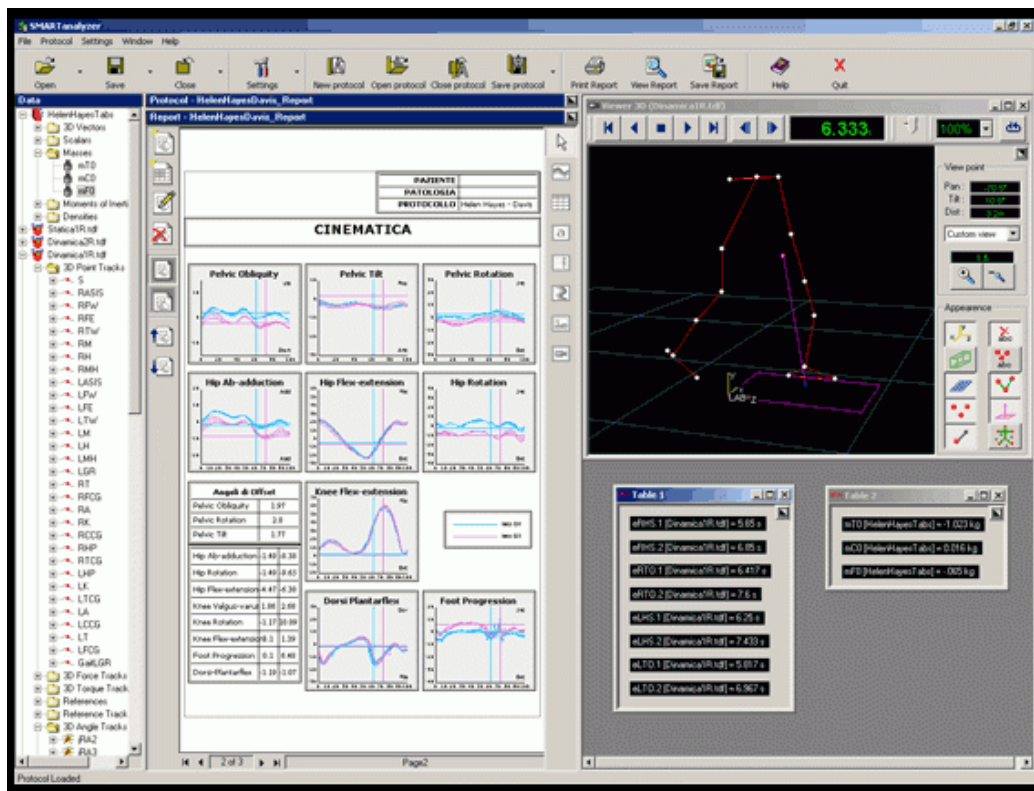 SMARTanalyzer
File Protocol Settings Window Help
Open Save Close Settings New protocol Open protocol Close protocol Save protocol Print Report View Report Save Report Help Quit
Data
HelenHayesTabs
3D Vectors
Scalars
Masses
mT0
mC0
mF0
Moments of Inerti
Densities
Statica1R.tdf
Dinamica2R.tdf
Dinamica1R.tdf
3D Point Tracks
S
RASIS
RPW
RFE
RTW
RM
RH
RMH
LASIS
LPW
LFE
LTW
LM
LH
LMH
LGR
RT
RFCG
RA
RK
RCCG
RHP
RTCG
LHP
LK
LTCG
LA
LCCG
LT
LFCG
GaitLGR
3D Force Tracks
3D Torque Track
References
Reference Track
3D Angle Tracks
jRA2
jRA3
Protocol Loaded
Protocol - HelenHayesDavis_Report
Report - HelenHayesDavis_Report
PAZIENTE
PATOLOGIA
PROTOCOLLO Helen Hayes - Davis
CINEMATICA
Pelvic Obliquity Pelvic Tilt Pelvic Rotation
Hip Ab-adduction Hip Flex-extension Hip Rotation
Angoli di Offset
Pelvic Obliquity
Pelvic Rotation
Pelvic Tilt
Hip Ab-adduction
Hip Rotation
Hip Flex-extension
Knee Valgus-varus
Knee Rotation
Knee Flex-extension
Foot Progression
Dorsi-Plantarflex
Knee Flex-extension
Dorsi Plantarflex Foot Progression
2 of 3
Page2
Viewer 3D (Dinamica1R.tdf)
6.333s
100%
View point
Pan :
Tilt :
Dist :
Custom view
1.5
Appearence
Y
LAB
Z
Table 1
eRHS.1 [Dinamica1R.tdf] = 5.65 s
eRHS.2 [Dinamica1R.tdf] = 6.85 s
eRTO.1 [Dinamica1R.tdf] = 6.417 s
eRTO.2 [Dinamica1R.tdf] = 7.6 s
eLHS.1 [Dinamica1R.tdf] = 6.25 s
eLHS.2 [Dinamica1R.tdf] = 7.433 s
eLTO.1 [Dinamica1R.tdf] = 5.817 s
eLTO.2 [Dinamica1R.tdf] = 6.967 s
Table 2
mT0 [HelenHayesTabs] = -1.023 kg
mC0 [HelenHayesTabs] = 0.016 kg
mF0 [HelenHayesTabs] = -.065 kg